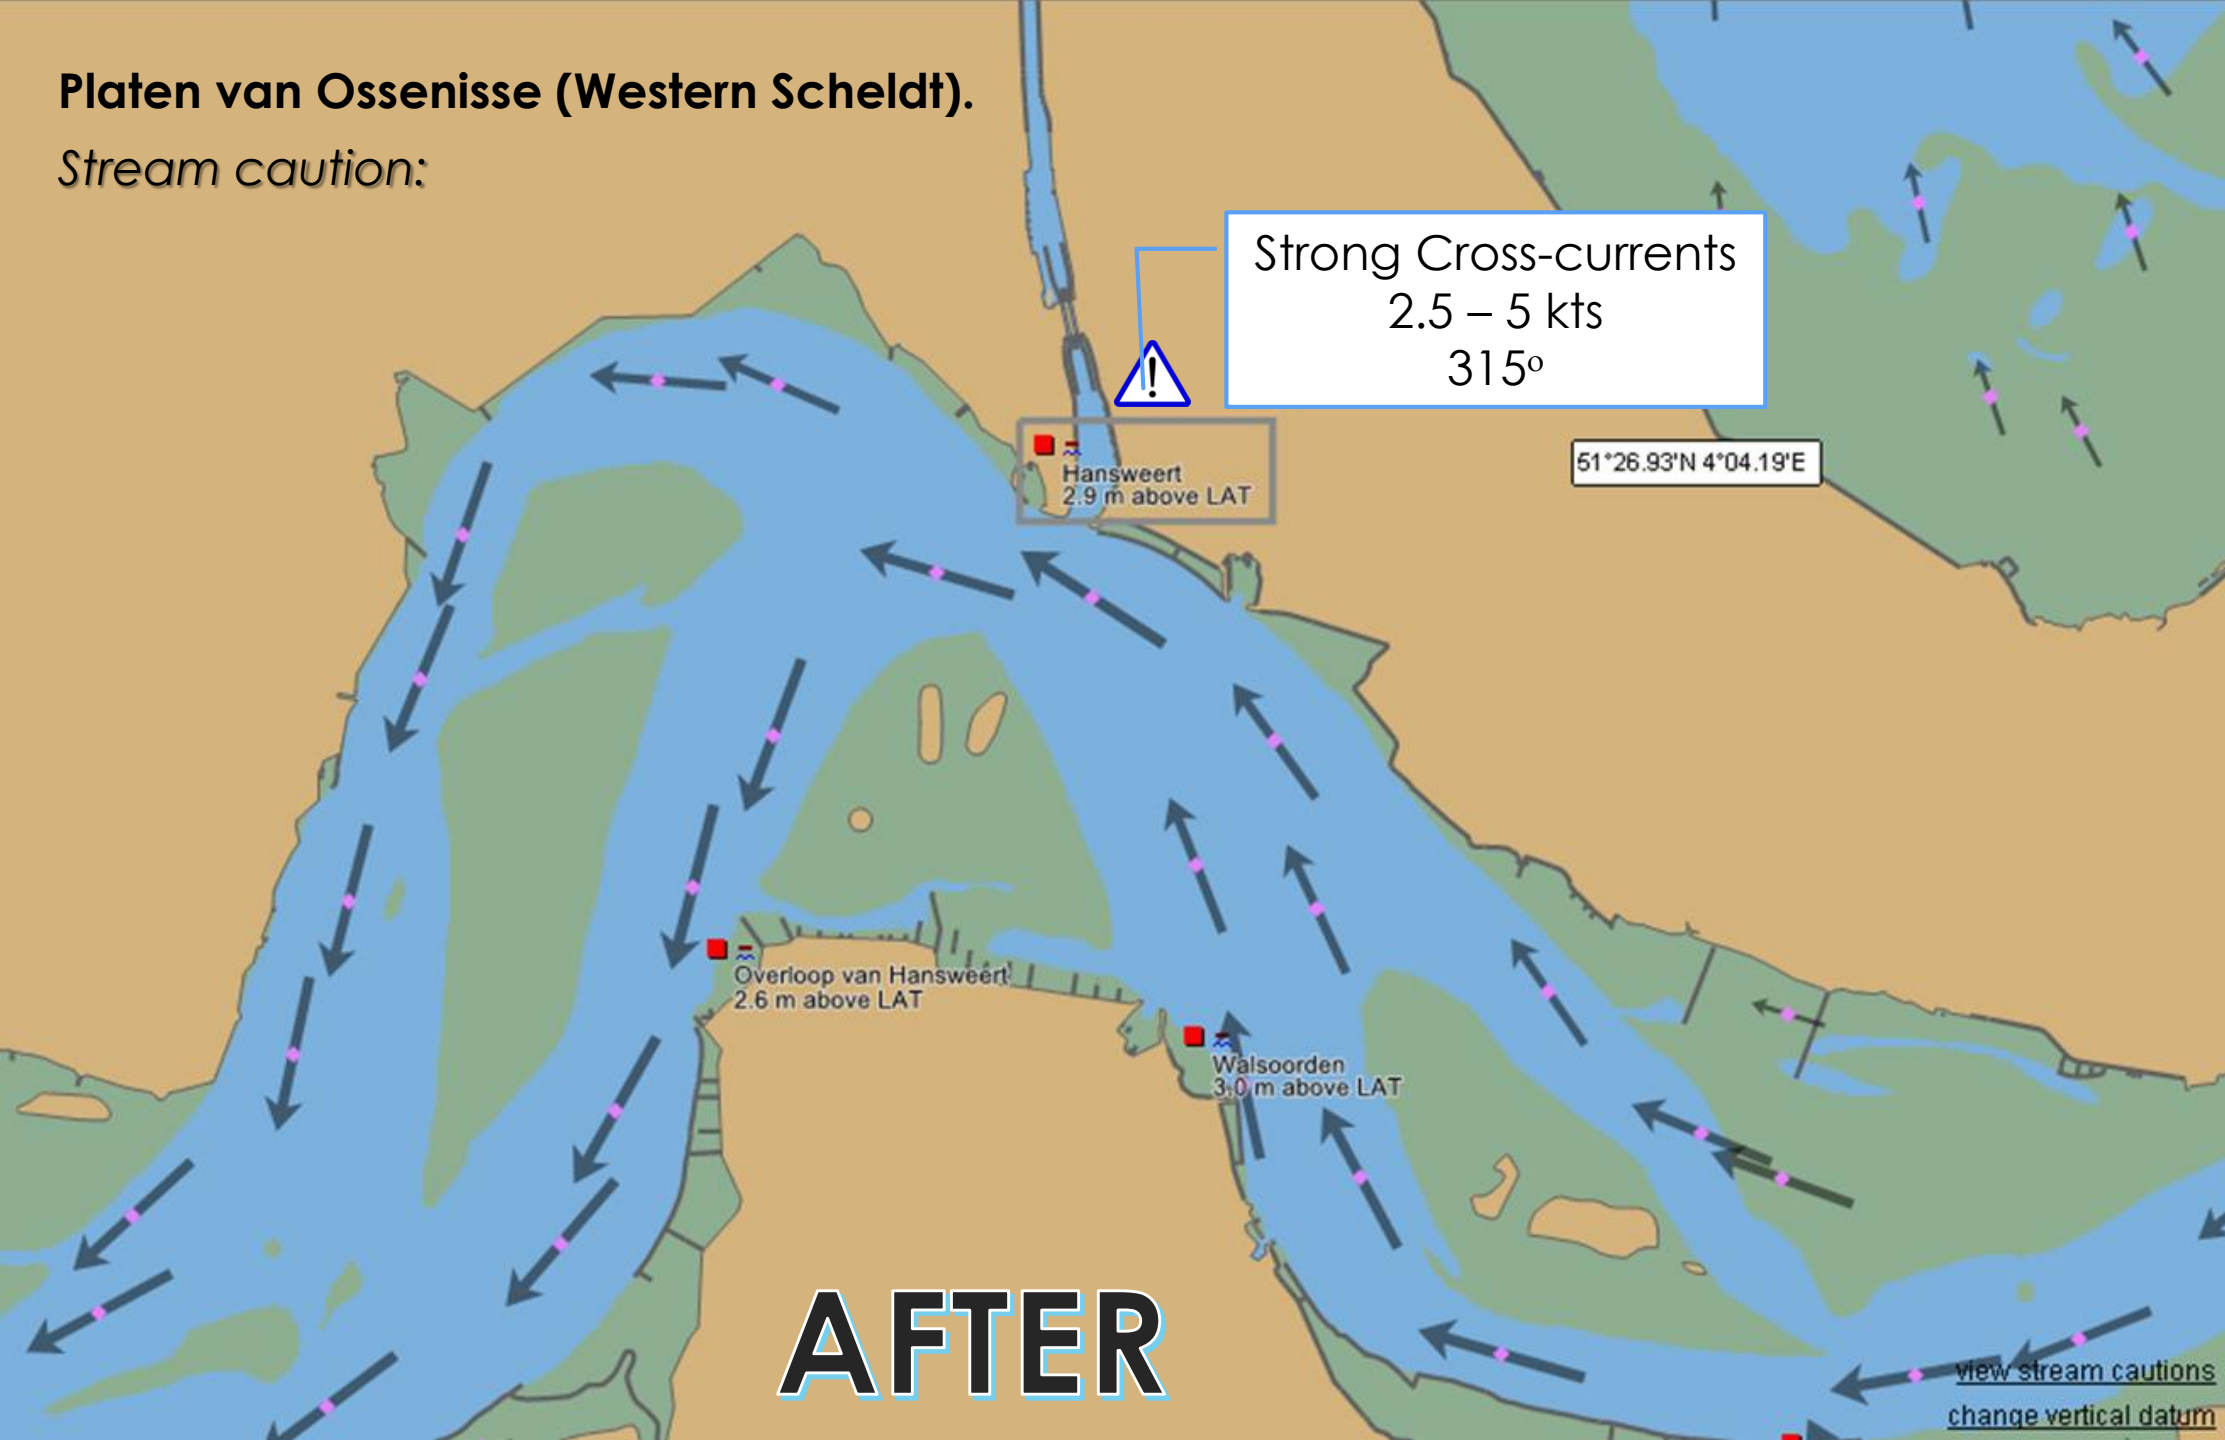 Platen van Ossenisse (Western Scheldt).
Stream caution:
Strong Cross-currents
2.5 – 5 kts
315º
!
51°26.93'N 4°04.19'E
Hansweert
2.9 m above LAT
Overloop van Hansweert
2.6 m above LAT
Walsoorden
3.0 m above LAT
AFTER
view stream cautions
change vertical datum